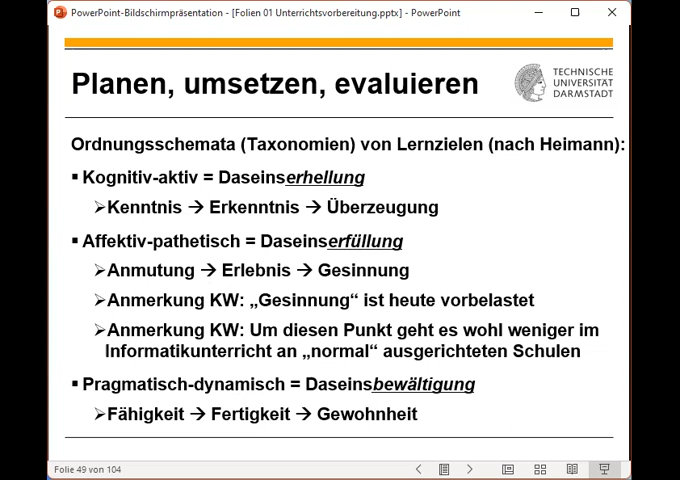 PowerPoint-Bildschirmpräsentation - [Folien 01 Unterrichtsvorbereitung.pptx] - PowerPoint
Planen, umsetzen, evaluieren
TECHNISCHE
UNIVERSITÄT
DARMSTADT
Ordnungsschemata (Taxonomien) von Lernzielen (nach Heimann):
▪ Kognitiv-aktiv = Daseinserhellung
➢Kenntnis → Erkenntnis → Überzeugung
▪ Affektiv-pathetisch = Daseinserfüllung
➢Anmutung → Erlebnis → Gesinnung
➢Anmerkung KW: „Gesinnung“ ist heute vorbelastet
➢Anmerkung KW: Um diesen Punkt geht es wohl weniger im
Informatikunterricht an „normal“ ausgerichteten Schulen
▪ Pragmatisch-dynamisch = Daseinsbewältigung
➢Fähigkeit → Fertigkeit → Gewohnheit
Folie 49 von 104